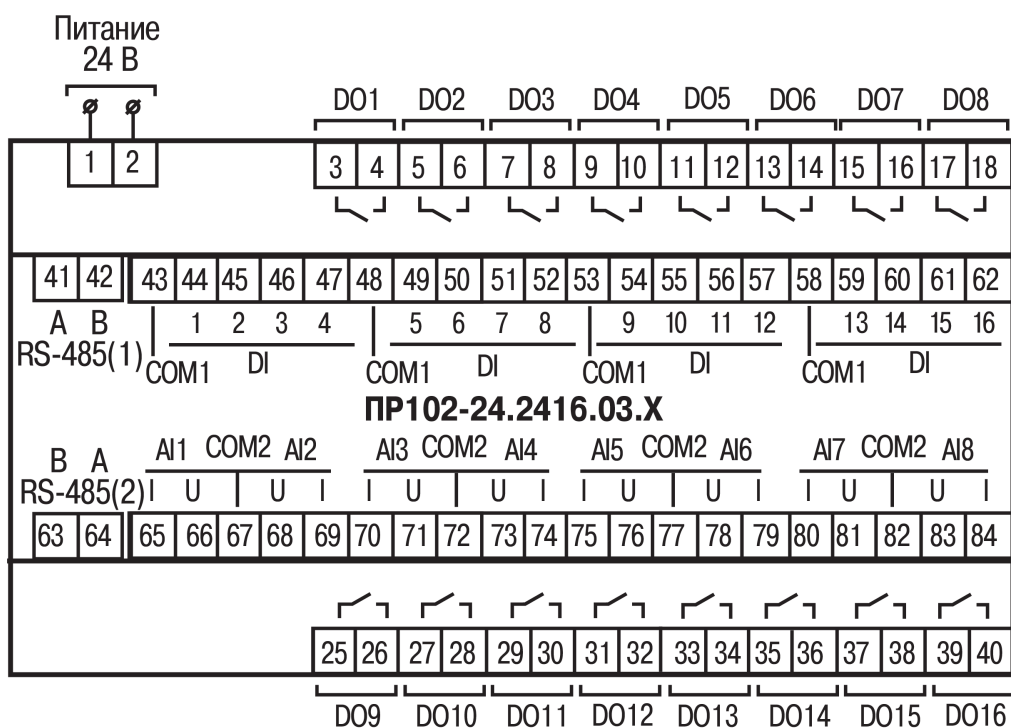 Питание
24 В
DO1 DO2 DO3 DO4 DO5 DO6 DO7 DO8
1 2 3 4 5 6 7 8 9 10 11 12 13 14 15 16 17 18
41 42 43 44 45 46 47 48 49 50 51 52 53 54 55 56 57 58 59 60 61 62
A B 1 2 3 4 5 6 7 8 9 10 11 12 13 14 15 16
RS-485(1) COM1 DI COM1 DI COM1 DI COM1 DI
ПР102-24.2416.03.X
B A AI1 COM2 AI2 AI3 COM2 AI4 AI5 COM2 AI6 AI7 COM2 AI8
RS-485(2) I U U I I U U I I U U I I U U I
63 64 65 66 67 68 69 70 71 72 73 74 75 76 77 78 79 80 81 82 83 84
25 26 27 28 29 30 31 32 33 34 35 36 37 38 39 40
DO9 DO10 DO11 DO12 DO13 DO14 DO15 DO16